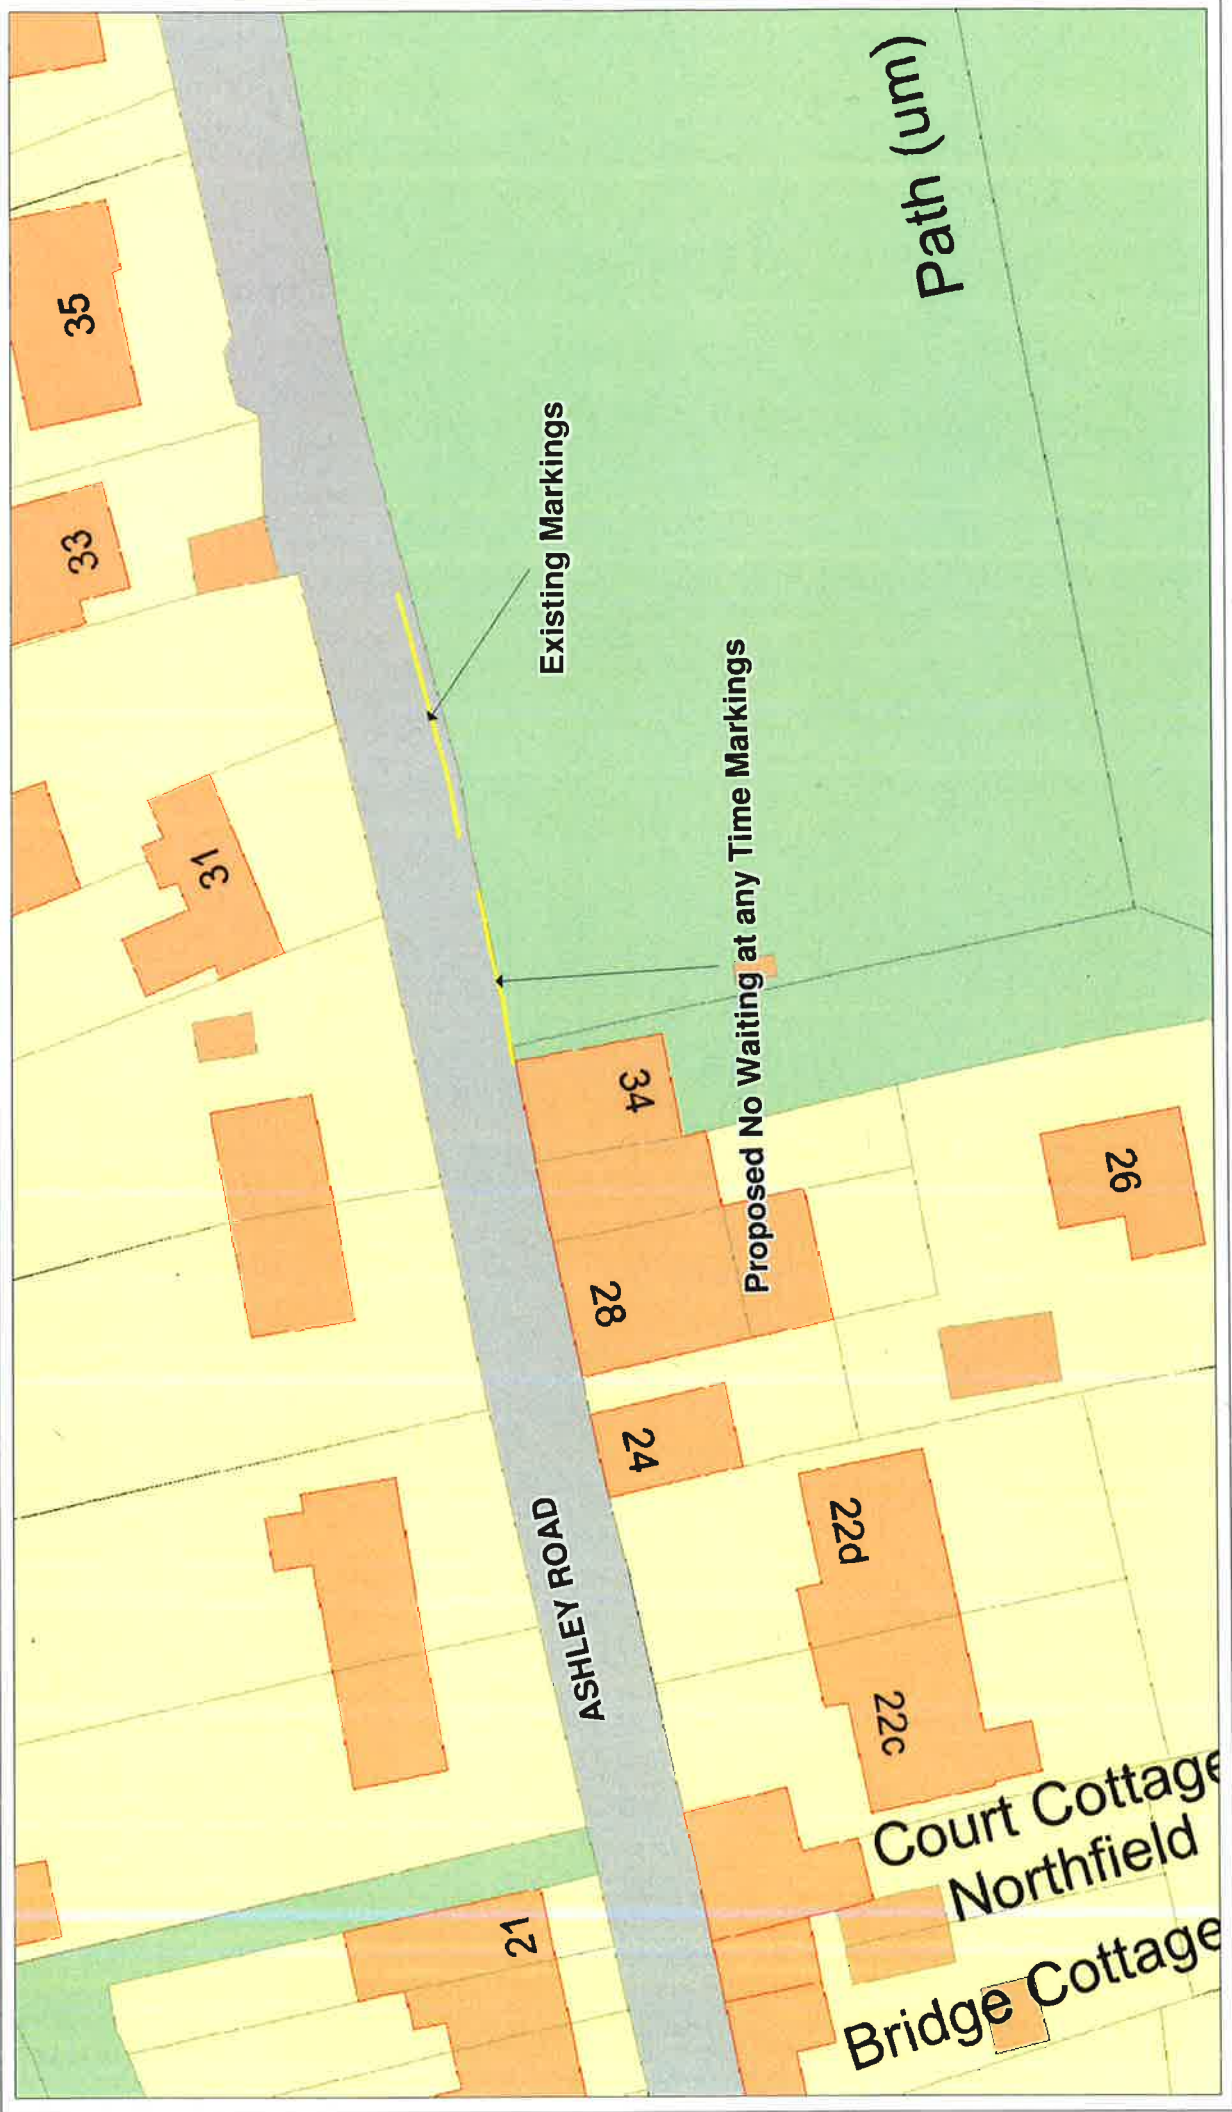 Path (um)
35
33
Existing Markings
31
Proposed No Waiting at any Time Markings
34
26
28
24
ASHLEY ROAD
22d
22c
Court Cottage
Northfield
21
Bridge Cottage